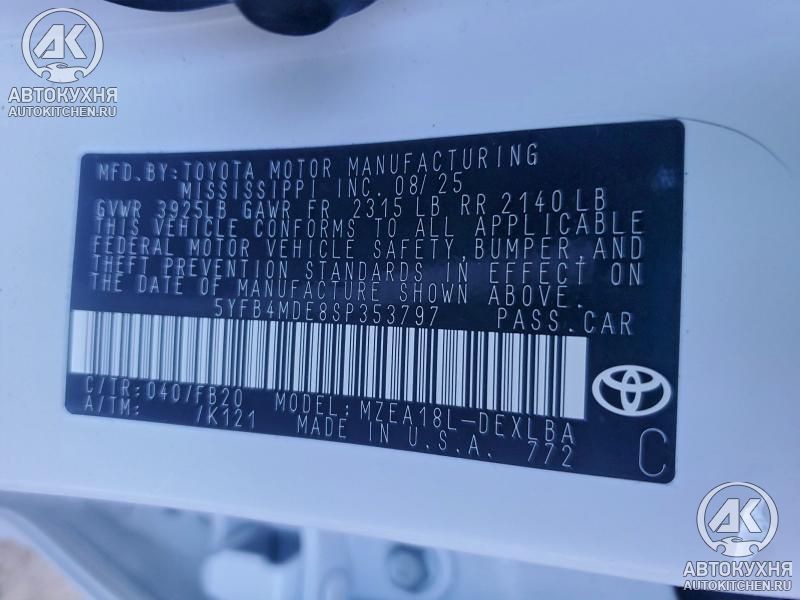 АК
АВТОКУХНЯ
AUTOKITCHEN.RU
MFD. BY: TOYOTA MOTOR MANUFACTURING
MISSISSIPPI INC. 08/25
GVWR 3925LB GAWR FR 2315 LB RR 2140 LB
THIS VEHICLE CONFORMS TO ALL APPLICABLE
FEDERAL MOTOR VEHICLE SAFETY, BUMPER, AND
THEFT PREVENTION STANDARDS IN EFFECT ON
THE DATE OF MANUFACTURE SHOWN ABOVE.
5YFB4MDE8SP353797 PASS.CAR
C/TR: 040/FB20 MODEL: MZEA18L-DEXLBA
A/TM: /K121 MADE IN U.S.A. 772
C
АК
АВТОКУХНЯ
AUTOKITCHEN.RU